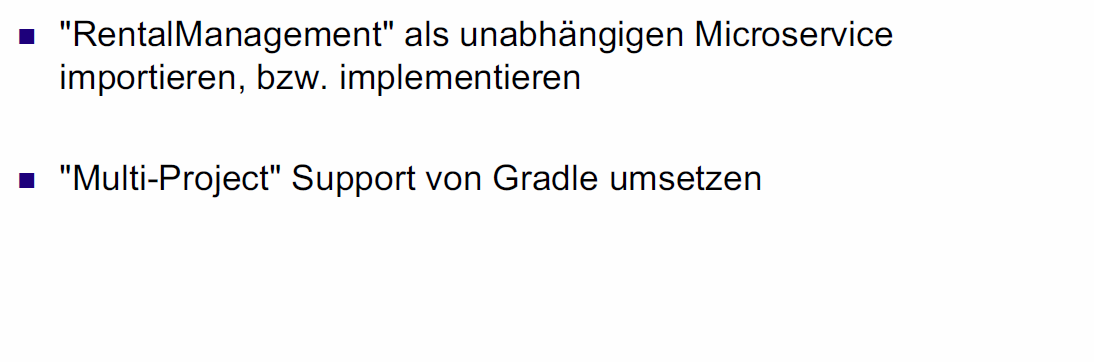 "RentalManagement" als unabhängigen Microservice
importieren, bzw. implementieren
"Multi-Project" Support von Gradle umsetzen